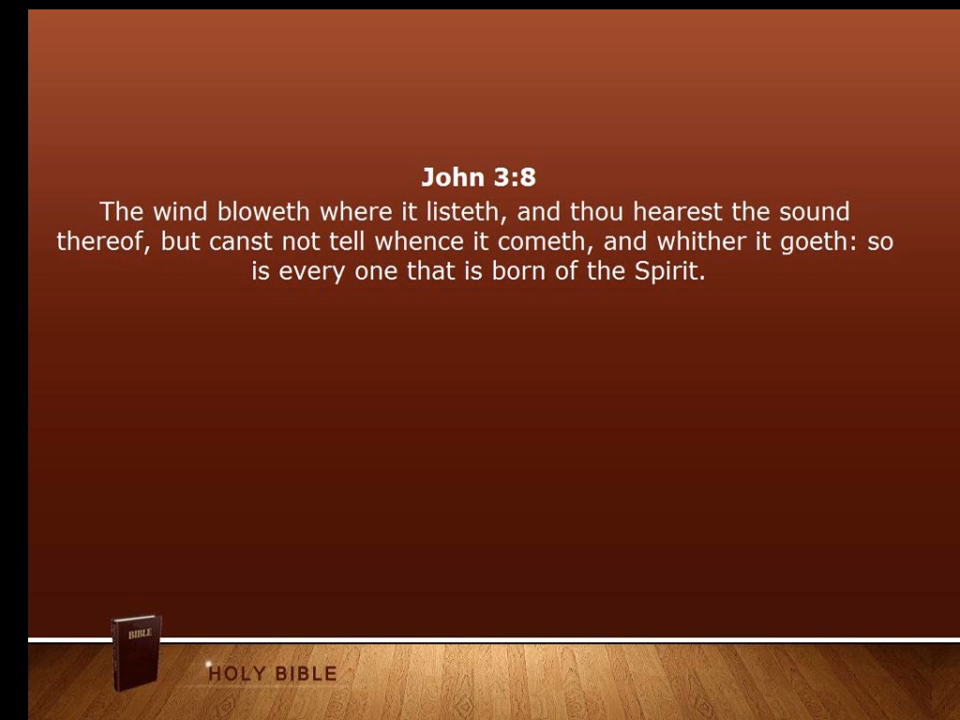 John 3:8
The wind bloweth where it listeth, and thou hearest the sound
thereof, but canst not tell whence it cometh, and whither it goeth: so
is every one that is born of the Spirit.
BIBLE
HOLY BIBLE